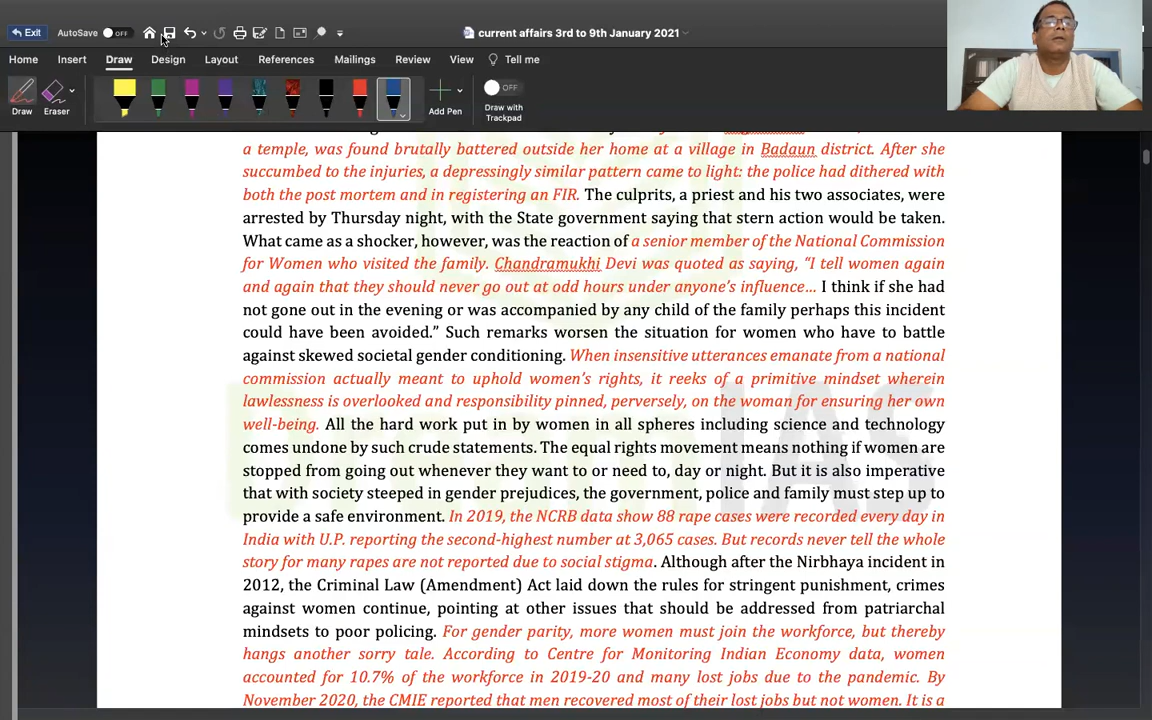 Exit AutoSave OFF current affairs 3rd to 9th January 2021
Home Insert Draw Design Layout References Mailings Review View Tell me
OFF
Draw Eraser Add Pen Draw with
Trackpad
a temple, was found brutally battered outside her home at a village in Badaun district. After she
succumbed to the injuries, a depressingly similar pattern came to light: the police had dithered with
both the post mortem and in registering an FIR. The culprits, a priest and his two associates, were
arrested by Thursday night, with the State government saying that stern action would be taken.
What came as a shocker, however, was the reaction of a senior member of the National Commission
for Women who visited the family. Chandramukhi Devi was quoted as saying, “I tell women again
and again that they should never go out at odd hours under anyone’s influence… I think if she had
not gone out in the evening or was accompanied by any child of the family perhaps this incident
could have been avoided.” Such remarks worsen the situation for women who have to battle
against skewed societal gender conditioning. When insensitive utterances emanate from a national
commission actually meant to uphold women’s rights, it reeks of a primitive mindset wherein
lawlessness is overlooked and responsibility pinned, perversely, on the woman for ensuring her own
well-being. All the hard work put in by women in all spheres including science and technology
comes undone by such crude statements. The equal rights movement means nothing if women are
stopped from going out whenever they want to or need to, day or night. But it is also imperative
that with society steeped in gender prejudices, the government, police and family must step up to
provide a safe environment. In 2019, the NCRB data show 88 rape cases were recorded every day in
India with U.P. reporting the second-highest number at 3,065 cases. But records never tell the whole
story for many rapes are not reported due to social stigma. Although after the Nirbhaya incident in
2012, the Criminal Law (Amendment) Act laid down the rules for stringent punishment, crimes
against women continue, pointing at other issues that should be addressed from patriarchal
mindsets to poor policing. For gender parity, more women must join the workforce, but thereby
hangs another sorry tale. According to Centre for Monitoring Indian Economy data, women
accounted for 10.7% of the workforce in 2019-20 and many lost jobs due to the pandemic. By
November 2020, the CMIE reported that men recovered most of their lost jobs but not women. It is a
IAS